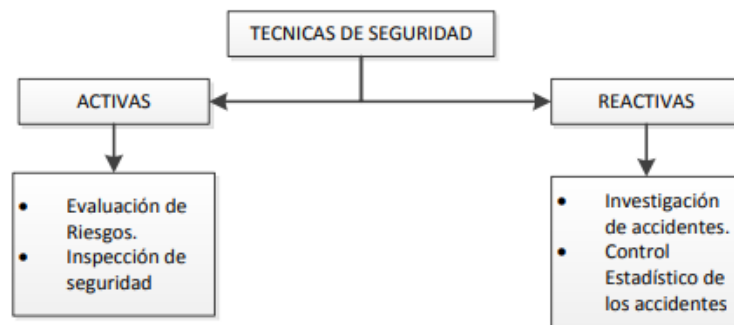 TECNICAS DE SEGURIDAD
ACTIVAS
REACTIVAS
• Evaluación de
Riesgos.
• Inspección de
seguridad
• Investigación
de accidentes.
• Control
Estadístico de
los accidentes